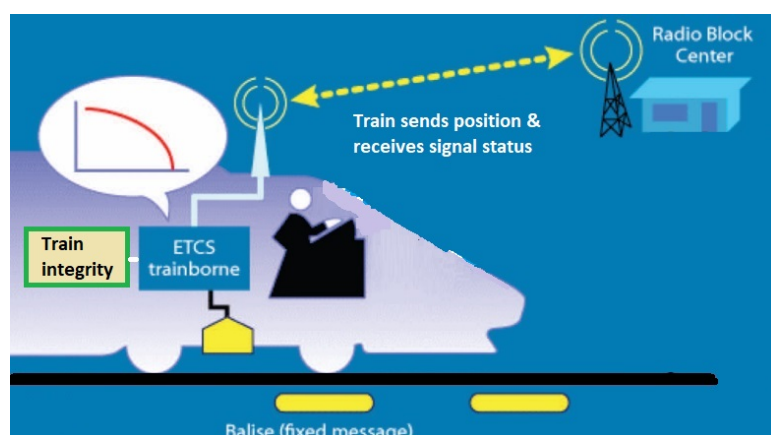 Radio Block
Center
Train sends position &
receives signal status
Train
integrity
ETCS
trainborne
Balise (fixed message)